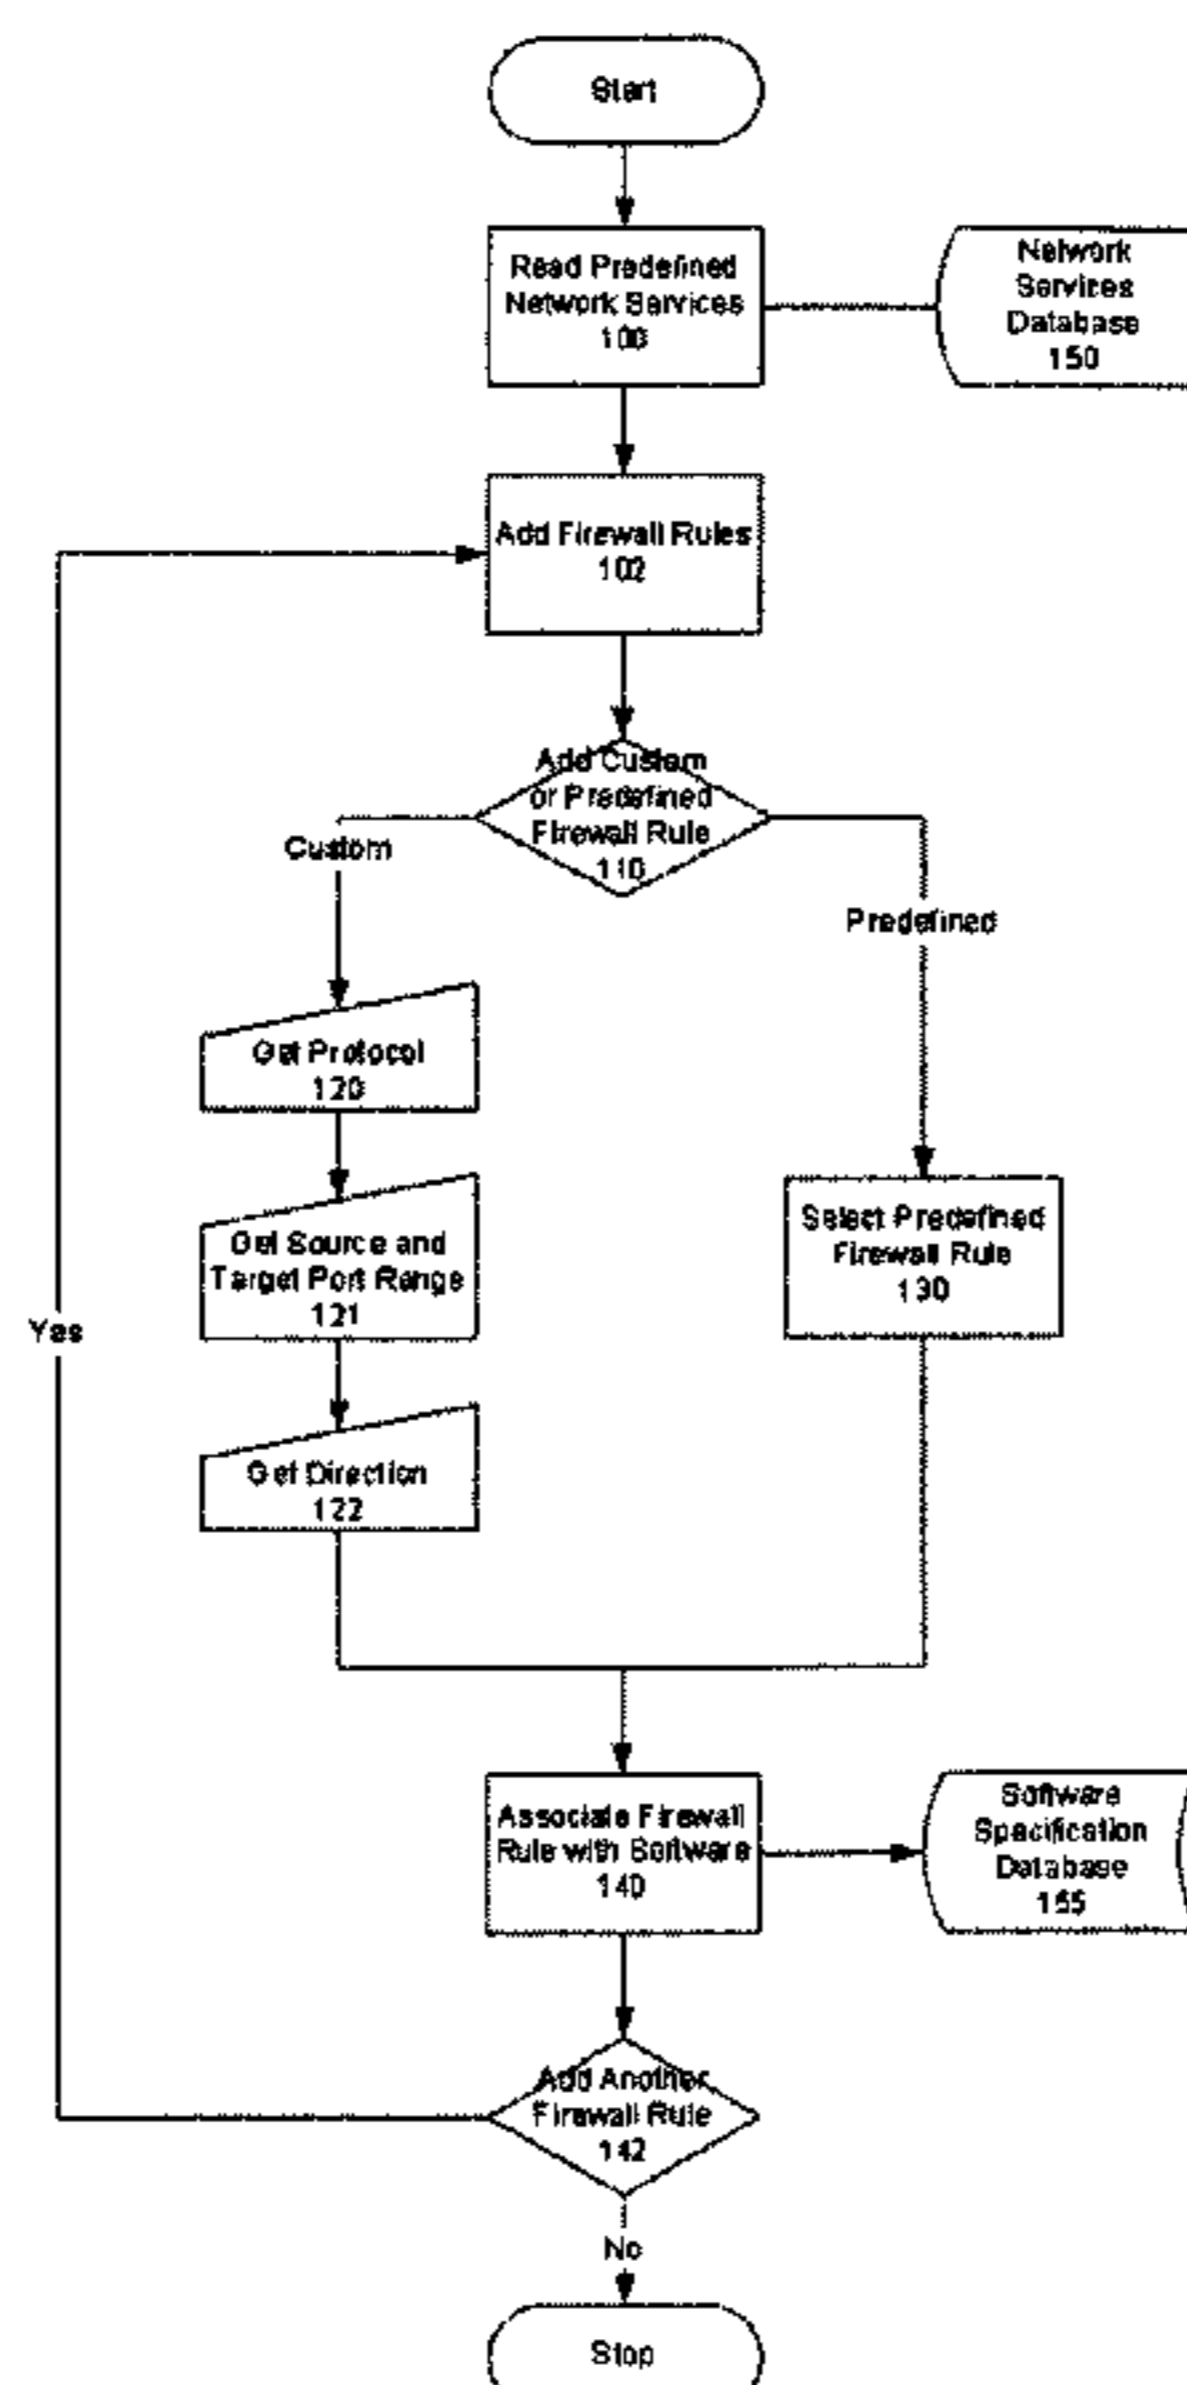 Start
Read Predefined
Network Services
100
Network
Services
Database
150
Add Firewall Rules
102
Add Custom
or Predefined
Firewall Rule
110
Custom
Predefined
Get Protocol
120
Get Source and
Target Port Range
121
Select Predefined
Firewall Rule
130
Yes
Get Direction
122
Associate Firewall
Rule with Software
140
Software
Specification
Database
155
Add Another
Firewall Rule
142
No
Stop